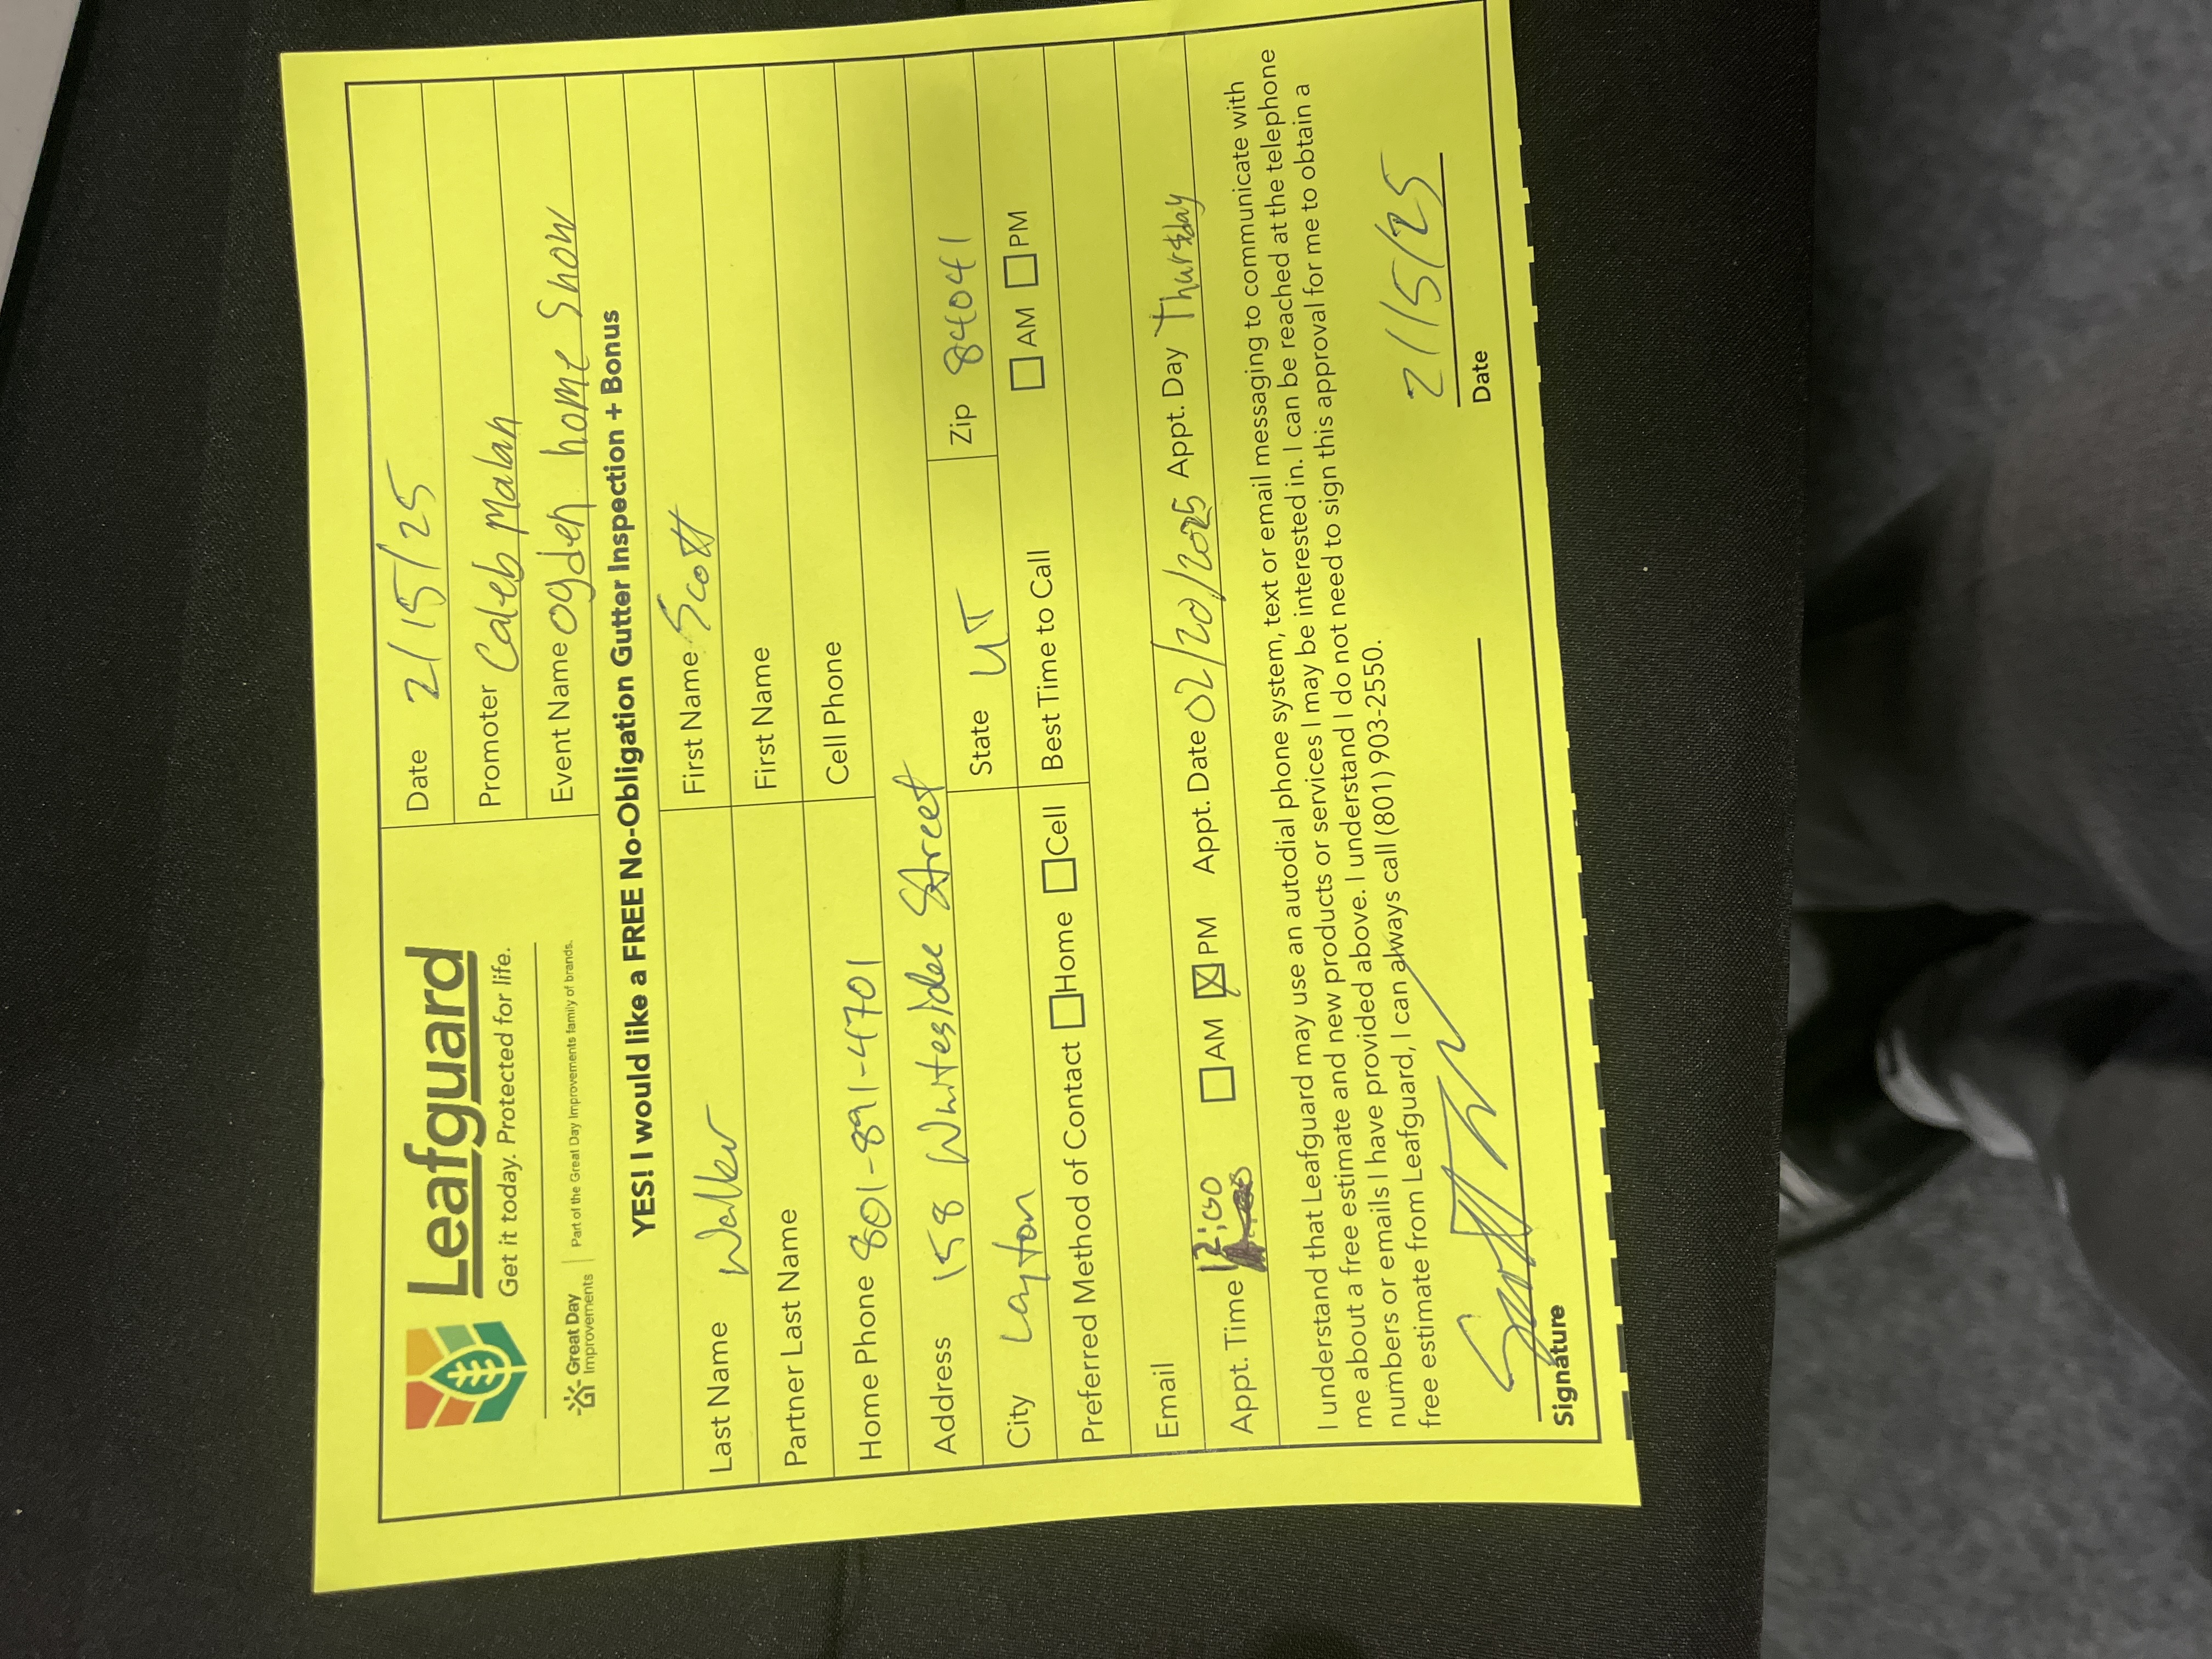 Leafguard
Get it today. Protected for life.
Great Day Improvements
Part of the Great Day Improvements family of brands.
Date 2/15/25
Promoter Caleb Malan
Event Name Ogden home Show
YES! I would like a FREE No-Obligation Gutter Inspection + Bonus
Last Name Walker First Name Scott
Partner Last Name First Name
Home Phone 801-891-4701 Cell Phone
Address 158 Whitesidee Street
City Layton State UT Zip 84041
Preferred Method of Contact Home Cell Best Time to Call AM PM
Email
Appt. Time 12:00 AM PM Appt. Date 02/20/2025 Appt. Day Thursday
I understand that Leafguard may use an autodial phone system, text or email messaging to communicate with
me about a free estimate and new products or services I may be interested in. I can be reached at the telephone
numbers or emails I have provided above. I understand I do not need to sign this approval for me to obtain a
free estimate from Leafguard, I can always call (801) 903-2550.
Scott 2/15/25
Signature Date